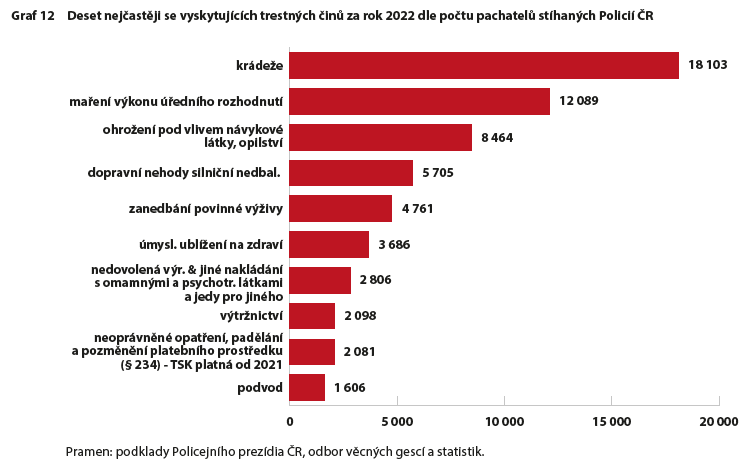 Graf 12 Deset nejčastěji se vyskytujících trestných činů za rok 2022 dle počtu pachatelů stíhaných Policií ČR
krádeže
18 103
maření výkonu úředního rozhodnutí
12 089
ohrožení pod vlivem návykové
látky, opilství
8 464
dopravní nehody silniční nedbal.
5 705
zanedbání povinné výživy
4 761
úmysl. ublížení na zdraví
3 686
nedovolená výr. & jiné nakládání
s omamnými a psychotr. látkami
a jedy pro jiného
2 806
výtržnictví
2 098
neoprávněné opatření, padělání
a pozměnění platebního prostředku
(§ 234) - TSK platná od 2021
2 081
podvod
1 606
0 5 000 10 000 15 000 20 000
Pramen: podklady Policejního prezídia ČR, odbor věcných gescí a statistik.